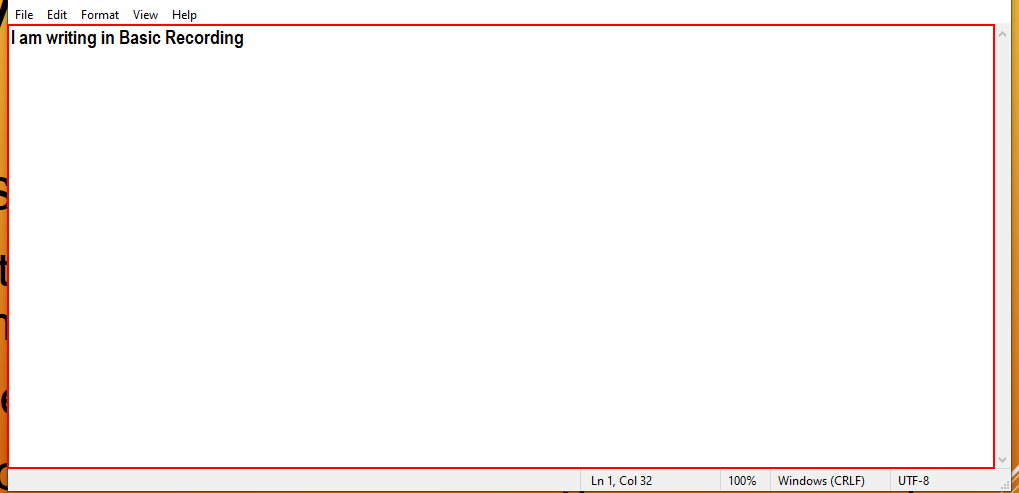 File Edit Format View Help
I am writing in Basic Recording
Ln 1, Col 32 100% Windows (CRLF) UTF-8